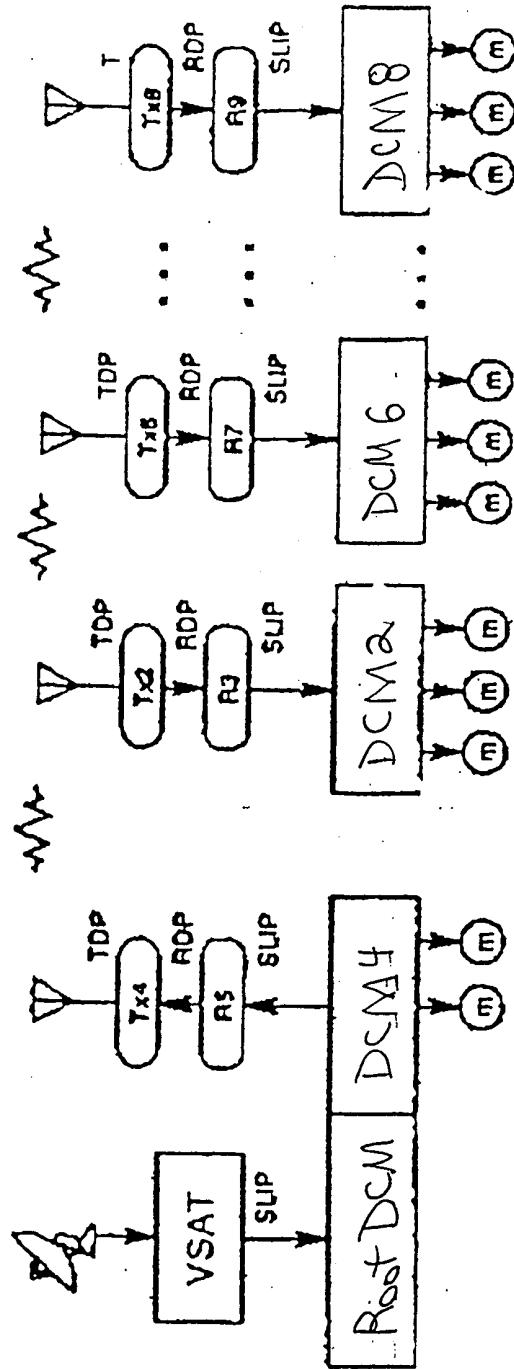 VSAT
SLIP
Root DCM
TDP
Tx4
RDP
R5
SLIP
DCM4
m
m
TDP
Tx2
RDP
R3
SLIP
DCM2
m
m
m
TDP
Tx6
RDP
R7
SLIP
DCM6
m
m
m
T
Tx8
RDP
R9
SLIP
DCM8
m
m
m